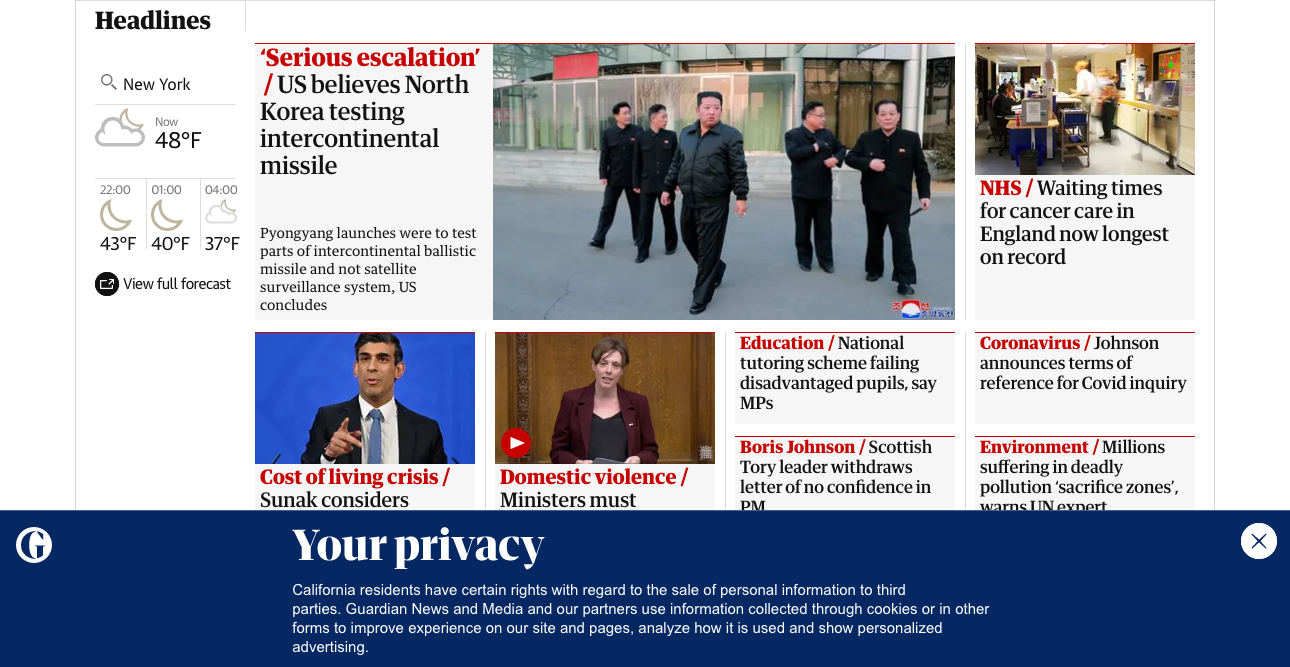 Headlines
New York
Now
48°F
22:00
01:00
04:00
43°F
40°F
37°F
View full forecast
‘Serious escalation’
/ US believes North
Korea testing
intercontinental
missile
Pyongyang launches were to test
parts of intercontinental ballistic
missile and not satellite
surveillance system, US
concludes
NHS / Waiting times
for cancer care in
England now longest
on record
Cost of living crisis /
Sunak considers
Domestic violence /
Ministers must
Education / National
tutoring scheme failing
disadvantaged pupils, say
MPs
Coronavirus / Johnson
announces terms of
reference for Covid inquiry
Boris Johnson / Scottish
Tory leader withdraws
letter of no confidence in
PM
Environment / Millions
suffering in deadly
pollution ‘sacrifice zones’,
warns UN expert
Your privacy
California residents have certain rights with regard to the sale of personal information to third
parties. Guardian News and Media and our partners use information collected through cookies or in other
forms to improve experience on our site and pages, analyze how it is used and show personalized
advertising.